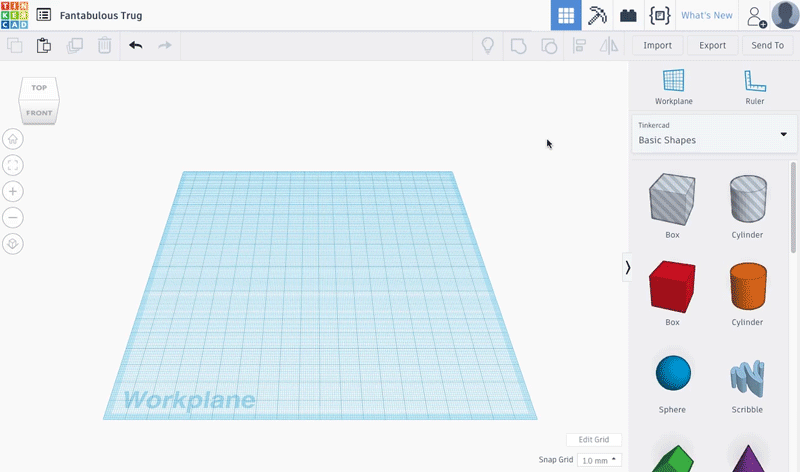 TIN
KER
CAD
Fantabulous Trug
What's New
Import
Export
Send To
TOP
FRONT
Workplane
Ruler
Tinkercad
Basic Shapes
Box
Cylinder
Box
Cylinder
Sphere
Scribble
Workplane
Edit Grid
Snap Grid
1.0 mm